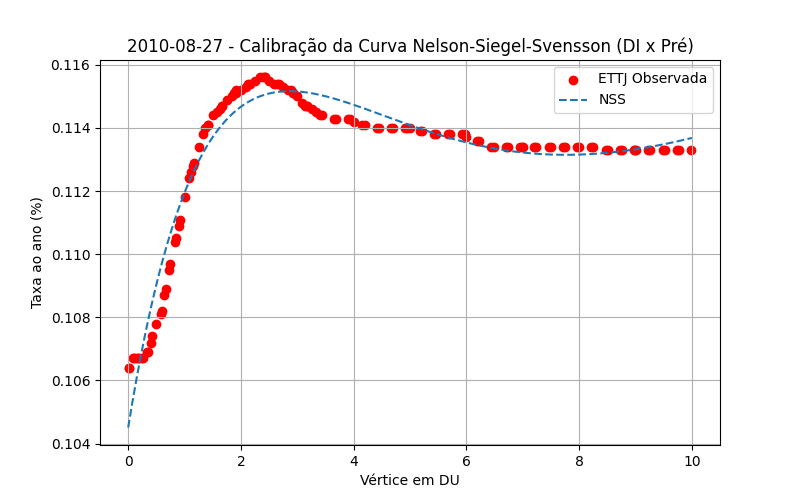 2010-08-27 - Calibração da Curva Nelson-Siegel-Svensson (DI x Pré)
0.116
0.114
0.112
0.110
0.108
0.106
0.104
Taxa ao ano (%)
ETTJ Observada
NSS
0 2 4 6 8 10
Vértice em DU